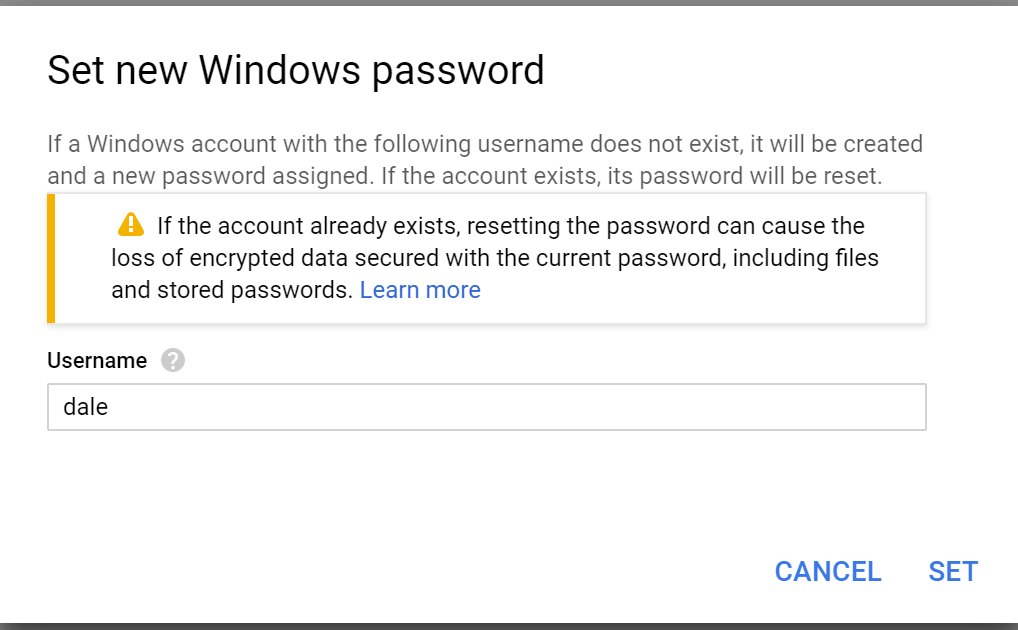 Set new Windows password
If a Windows account with the following username does not exist, it will be created
and a new password assigned. If the account exists, its password will be reset.
If the account already exists, resetting the password can cause the
loss of encrypted data secured with the current password, including files
and stored passwords. Learn more
Username ?
dale
CANCEL SET